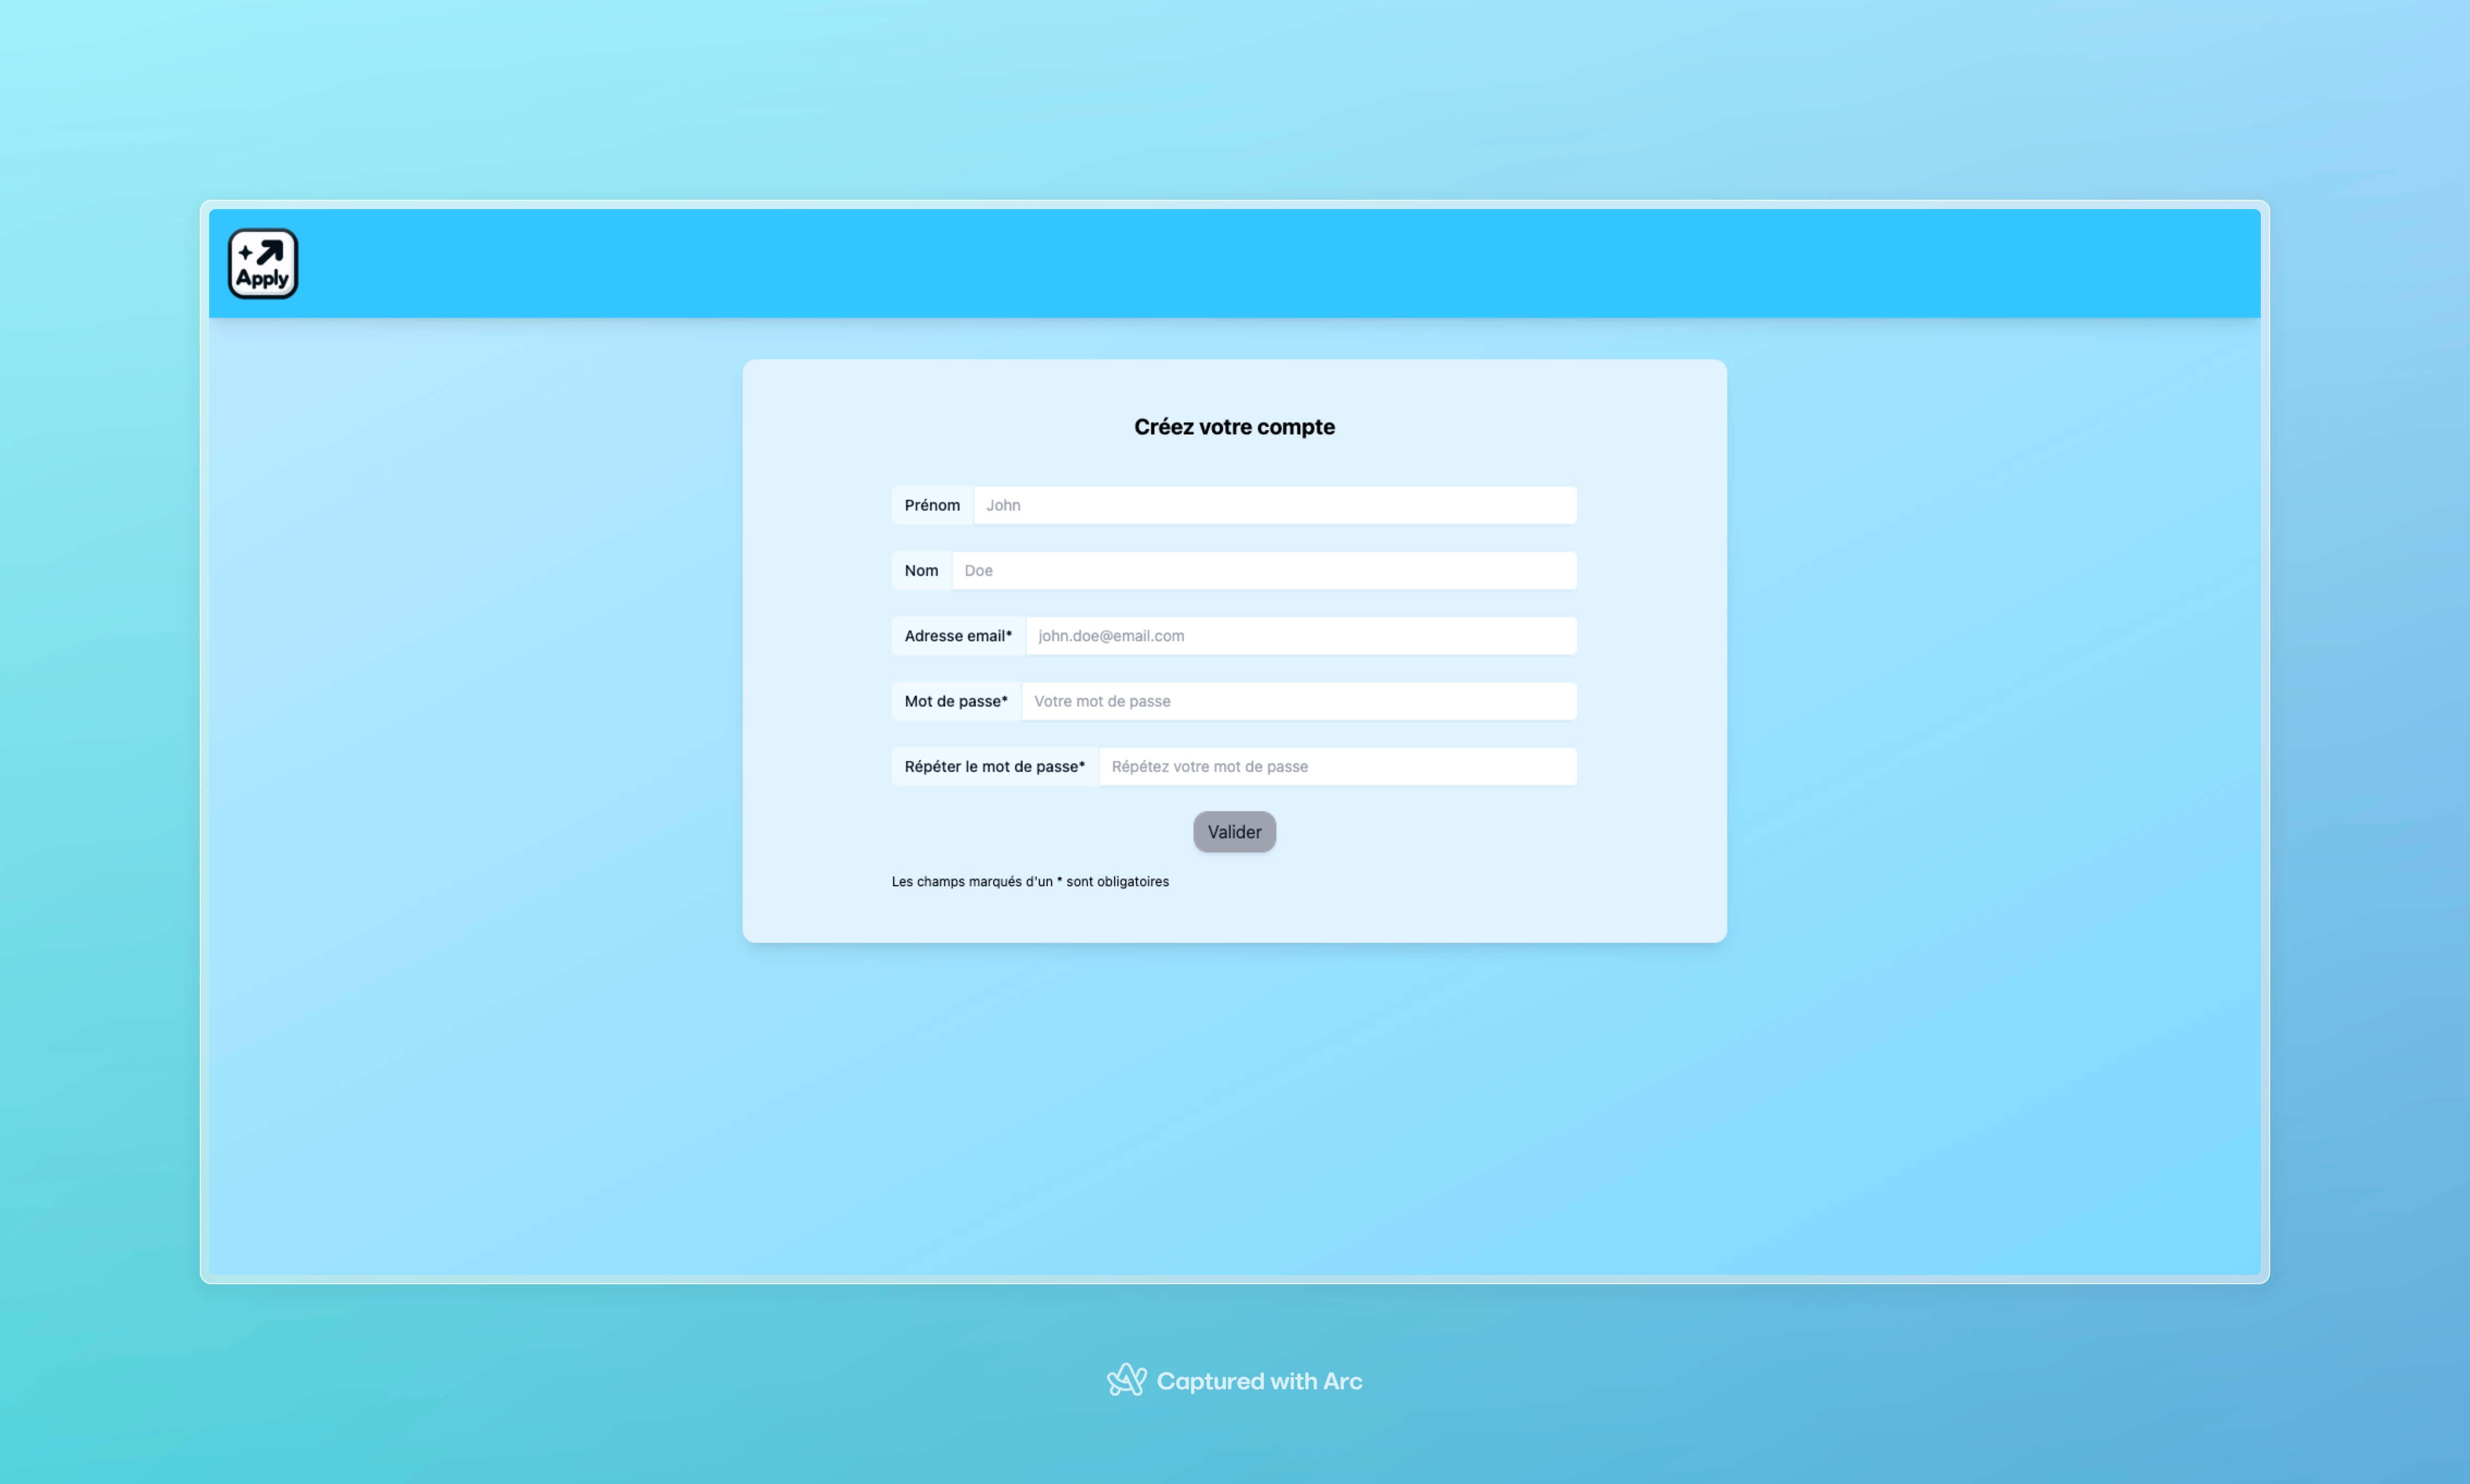 Apply
Créez votre compte
Prénom John
Nom Doe
Adresse email* john.doe@email.com
Mot de passe* Votre mot de passe
Répéter le mot de passe* Répétez votre mot de passe
Valider
Les champs marqués d'un * sont obligatoires
Captured with Arc